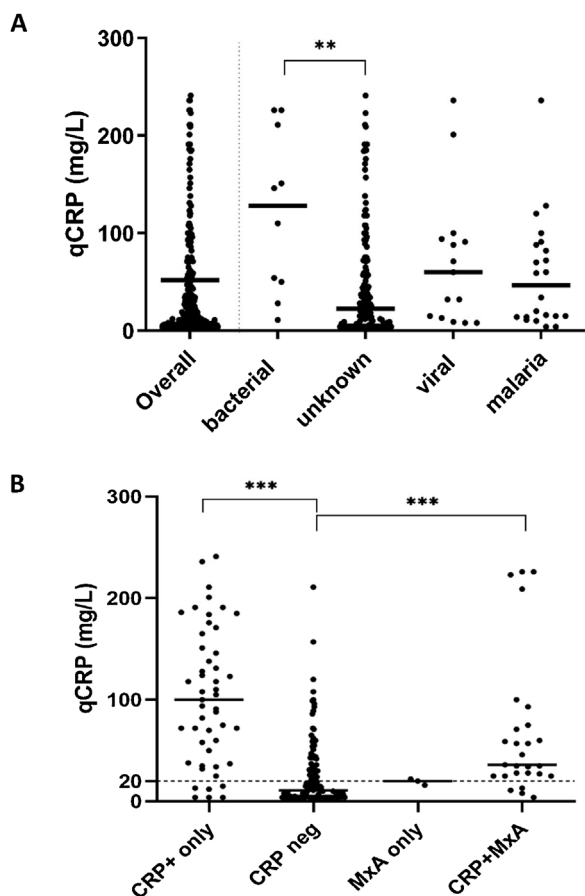 A
qCRP (mg/L)
300
200
100
0
**
Overall
bacterial
unknown
viral
malaria
B
qCRP (mg/L)
300
200
100
20
0
***
***
CRP+ only
CRP neg
MxA only
CRP+MxA